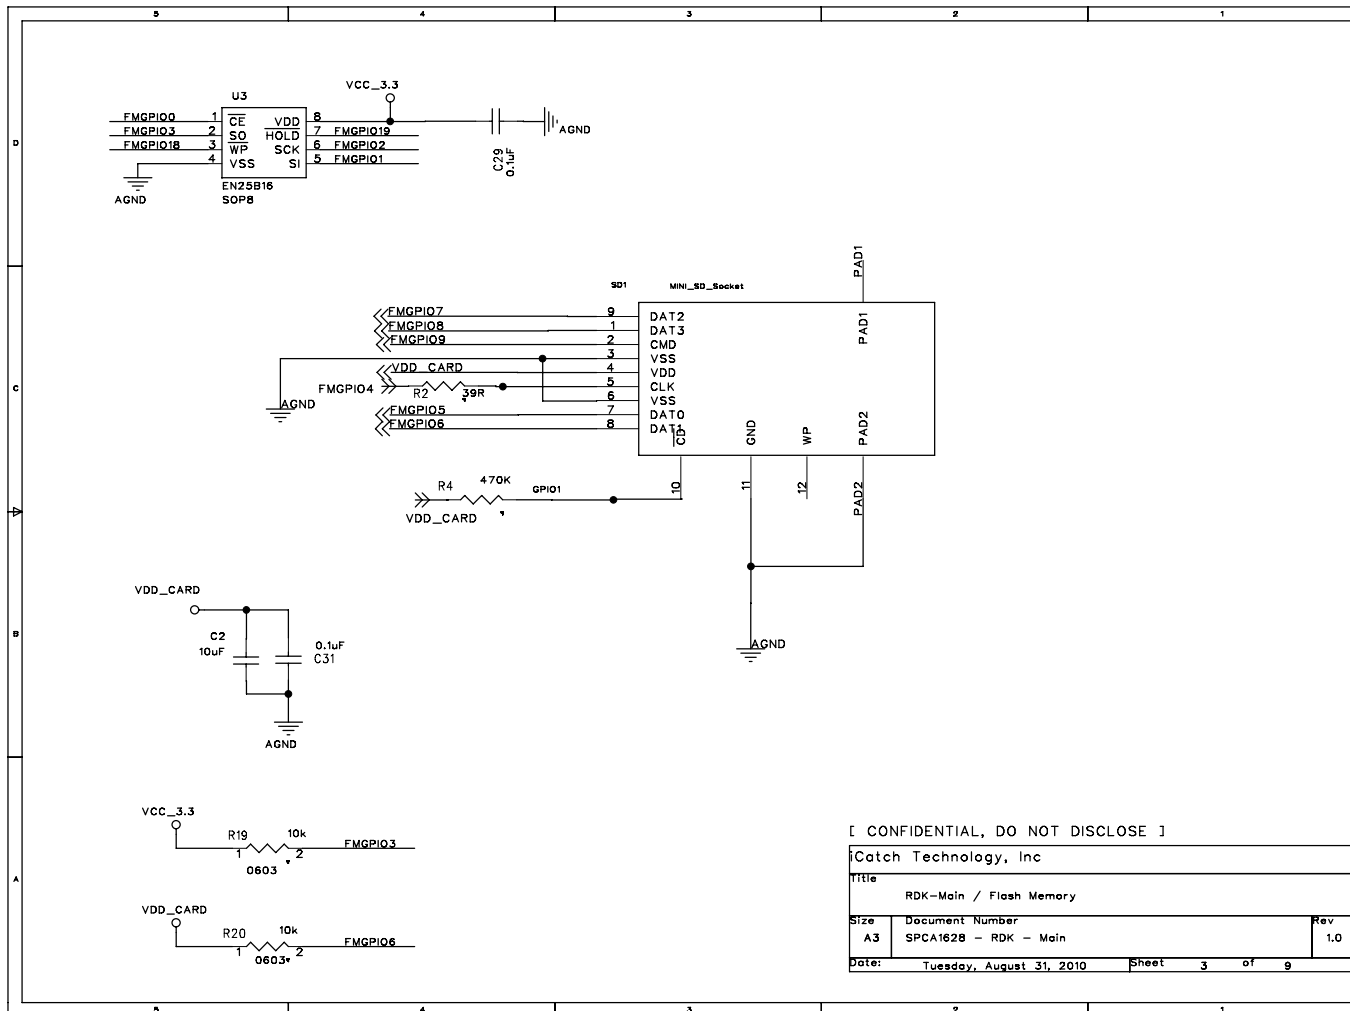 5 4 3 2 1
D
C
B
A
U3
VCC_3.3
FMGPIO0 1 CE VDD 8
FMGPIO3 2 SO HOLD 7 FMGPIO19
FMGPIO18 3 WP SCK 6 FMGPIO2
4 VSS SI 5 FMGPIO1
AGND
EN25B16
SOP8
C29
0.1uF
AGND
SD1 MINI_SD_Socket
PAD1
PAD1
FMGPIO7 9 DAT2
FMGPIO8 1 DAT3
FMGPIO9 2 CMD
3 VSS
VDD_CARD 4 VDD
FMGPIO4 R2 39R 5 CLK
AGND
6 VSS
FMGPIO5 7 DAT0
FMGPIO6 8 DAT1
CD GND WP PAD2
10 11 12 PAD2
R4 470K GPIO1
VDD_CARD
AGND
VDD_CARD
C2
10uF
0.1uF
C31
AGND
VCC_3.3
R19 10k
1 2 FMGPIO3
0603
VDD_CARD
R20 10k
1 2 FMGPIO6
0603
[ CONFIDENTIAL, DO NOT DISCLOSE ]
iCatch Technology, Inc
Title
RDK-Main / Flash Memory
Size Document Number Rev
A3 SPCA1628 - RDK - Main 1.0
Date: Tuesday, August 31, 2010 Sheet 3 of 9
5 4 3 2 1